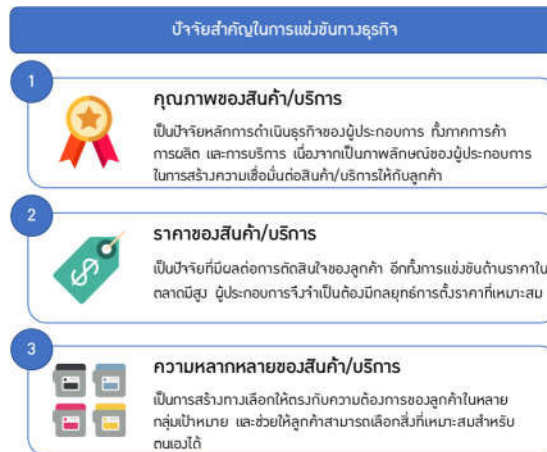 ปัจจัยสำคัญในการแข่งขันทางธุรกิจ
1
คุณภาพของสินค้า/บริการ
เป็นปัจจัยหลักการดำเนินธุรกิจของผู้ประกอบการ ทั้งภาคการค้า
การผลิต และการบริการ เนื่องจากเป็นภาพลักษณ์ของผู้ประกอบการ
ในการสร้างความเชื่อมั่นต่อสินค้า/บริการให้กับลูกค้า
2
ราคาของสินค้า/บริการ
เป็นปัจจัยที่มีผลต่อการตัดสินใจของลูกค้า อีกทั้งการแข่งขันด้านราคาใน
ตลาดมีสูง ผู้ประกอบการจึงจำเป็นต้องมีกลยุทธ์การตั้งราคาที่เหมาะสม
3
ความหลากหลายของสินค้า/บริการ
เป็นการสร้างทางเลือกให้ตรงกับความต้องการของลูกค้าในหลาย
กลุ่มเป้าหมาย และช่วยให้ลูกค้าสามารถเลือกสิ่งที่เหมาะสมสำหรับ
ตนเองได้